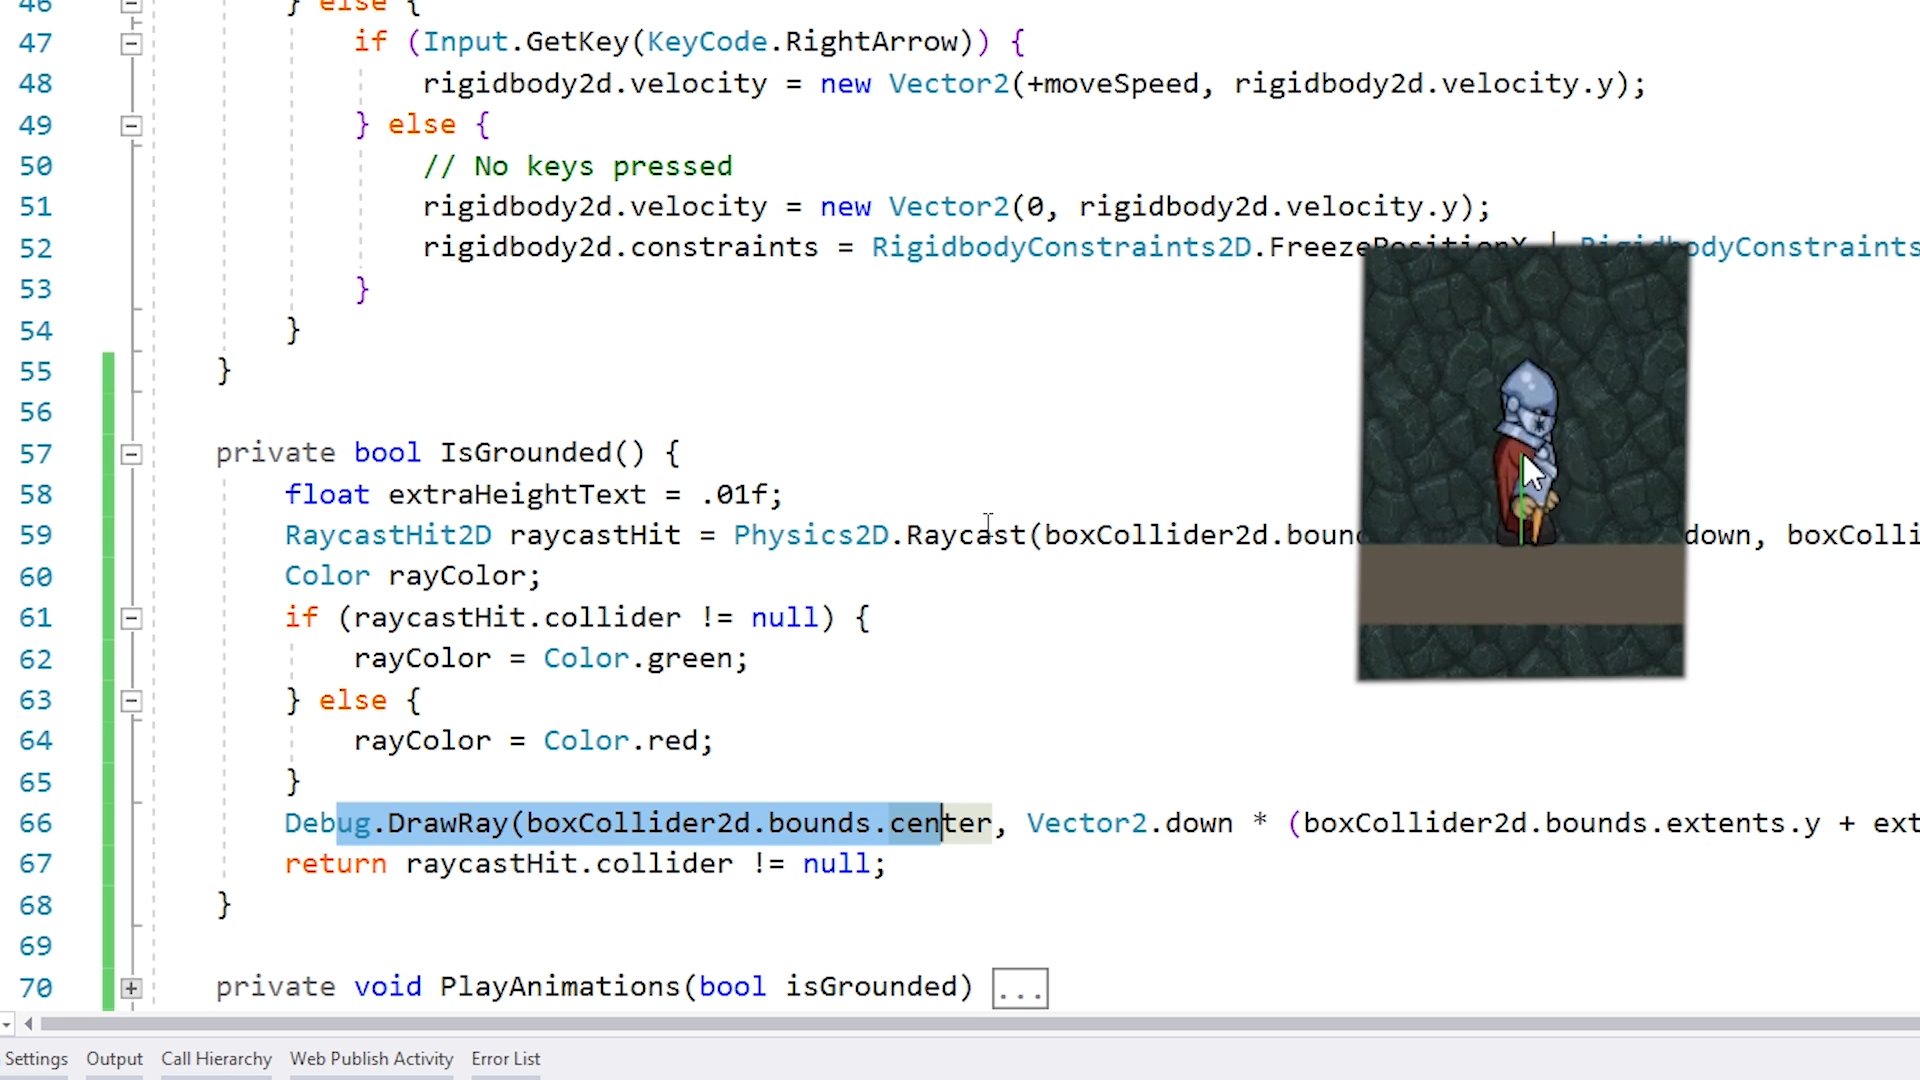 46 } else {
47 if (Input.GetKey(KeyCode.RightArrow)) {
48 rigidbody2d.velocity = new Vector2(+moveSpeed, rigidbody2d.velocity.y);
49 } else {
50 // No keys pressed
51 rigidbody2d.velocity = new Vector2(0, rigidbody2d.velocity.y);
52 rigidbody2d.constraints = RigidbodyConstraints2D.FreezePositionX | RigidbodyConstraints
53 }
54 }
55 }
56
57 private bool IsGrounded() {
58 float extraHeightText = .01f;
59 RaycastHit2D raycastHit = Physics2D.Raycast(boxCollider2d.boun down, boxColli
60 Color rayColor;
61 if (raycastHit.collider != null) {
62 rayColor = Color.green;
63 } else {
64 rayColor = Color.red;
65 }
66 Debug.DrawRay(boxCollider2d.bounds.center, Vector2.down * (boxCollider2d.bounds.extents.y + ext
67 return raycastHit.collider != null;
68 }
69
70 private void PlayAnimations(bool isGrounded) ...
Settings Output Call Hierarchy Web Publish Activity Error List